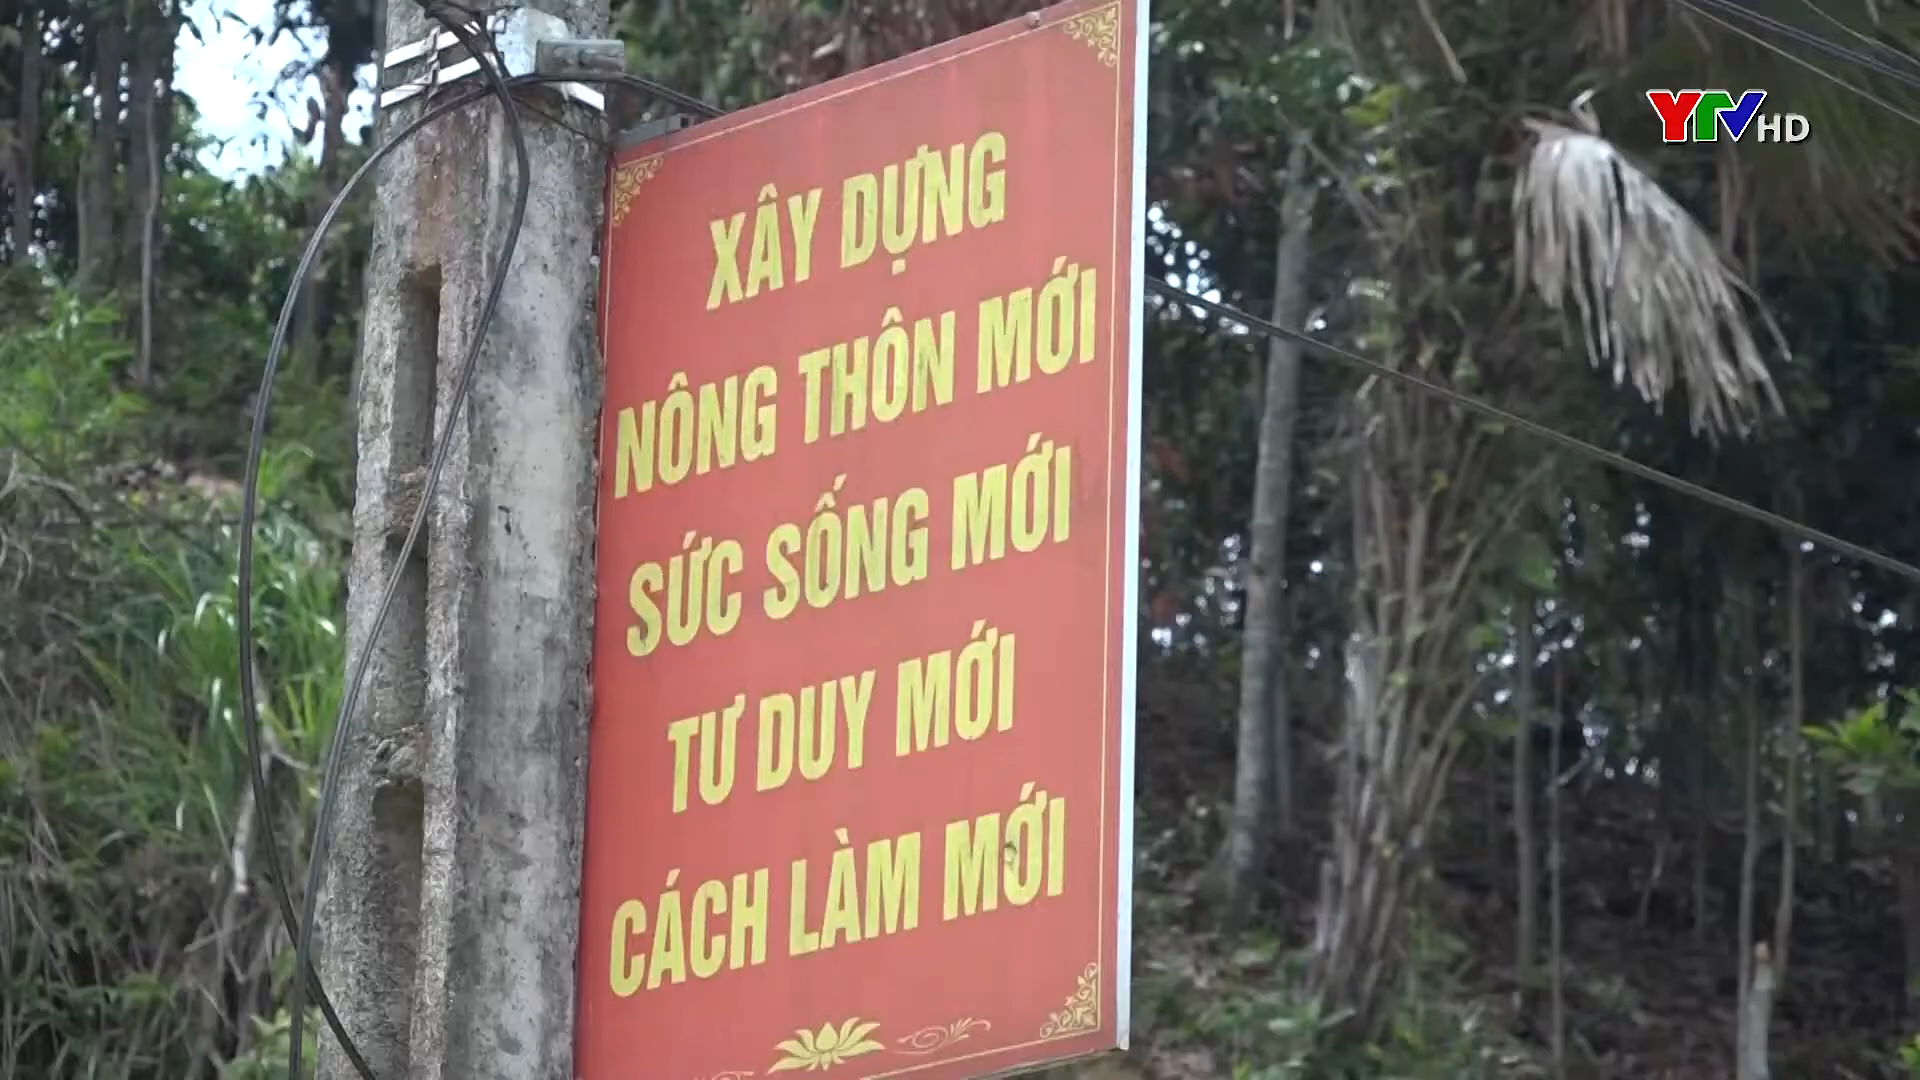 YTV HD
XÂY DỰNG
NÔNG THÔN MỚI
SỨC SỐNG MỚI
TƯ DUY MỚI
CÁCH LÀM MỚI